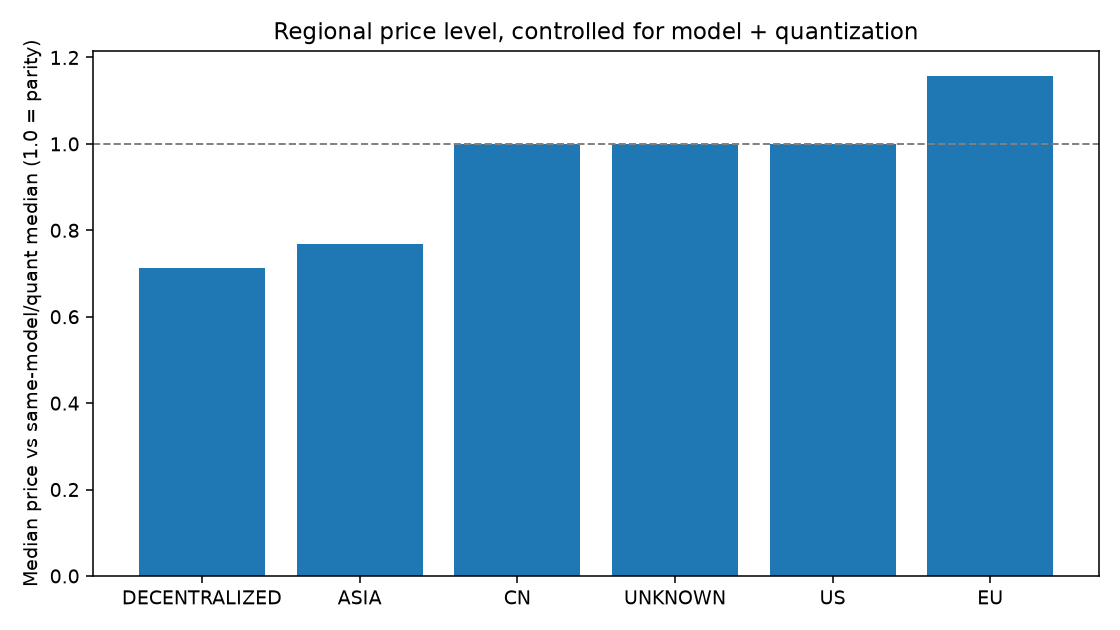 Regional price level, controlled for model + quantization
Median price vs same-model/quant median (1.0 = parity)
1.2
1.0
0.8
0.6
0.4
0.2
0.0
DECENTRALIZED ASIA CN UNKNOWN US EU